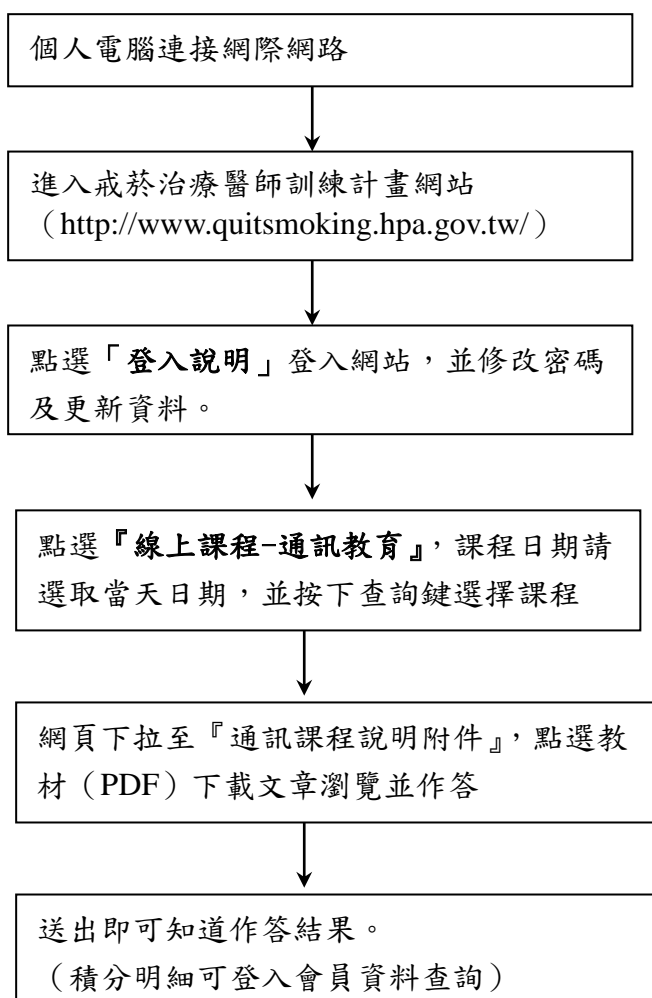 個人電腦連接網際網路
進入戒菸治療醫師訓練計畫網站
（http://www.quitsmoking.hpa.gov.tw/）
點選「登入說明」登入網站，並修改密碼
及更新資料。
點選『線上課程-通訊教育』，課程日期請
選取當天日期，並按下查詢鍵選擇課程
網頁下拉至『通訊課程說明附件』，點選教
材（PDF）下載文章瀏覽並作答
送出即可知道作答結果。
（積分明細可登入會員資料查詢）